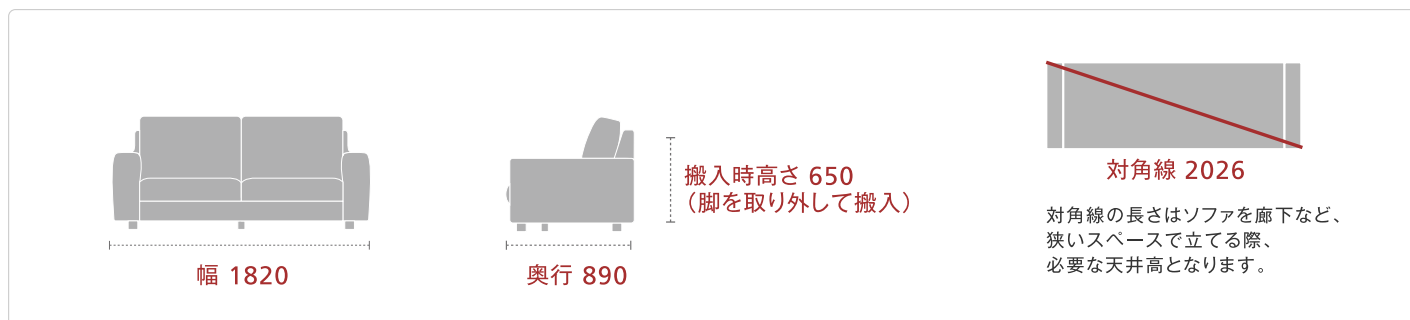 幅 1820
奥行 890
搬入時高さ 650
（脚を取り外して搬入）
対角線 2026
対角線の長さはソファを廊下など、
狭いスペースで立てる際、
必要な天井高となります。